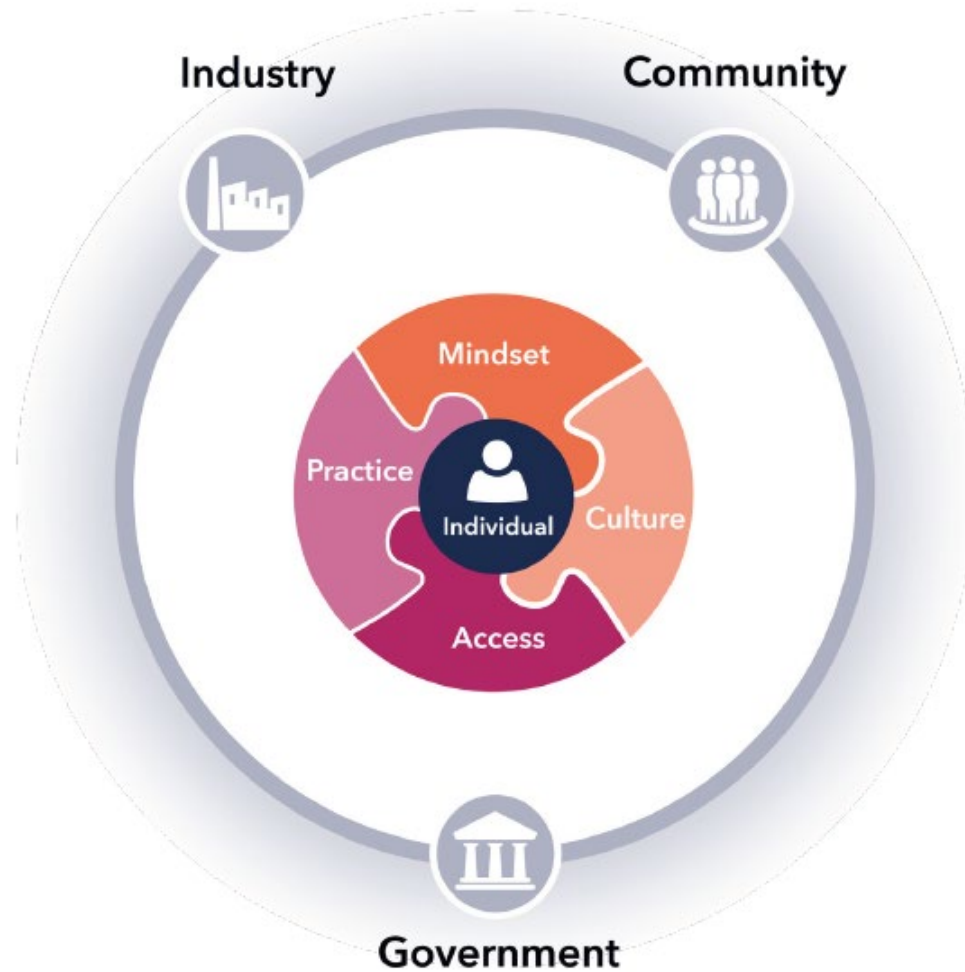 Industry
Community
Mindset
Practice
Individual
Culture
Access
Government